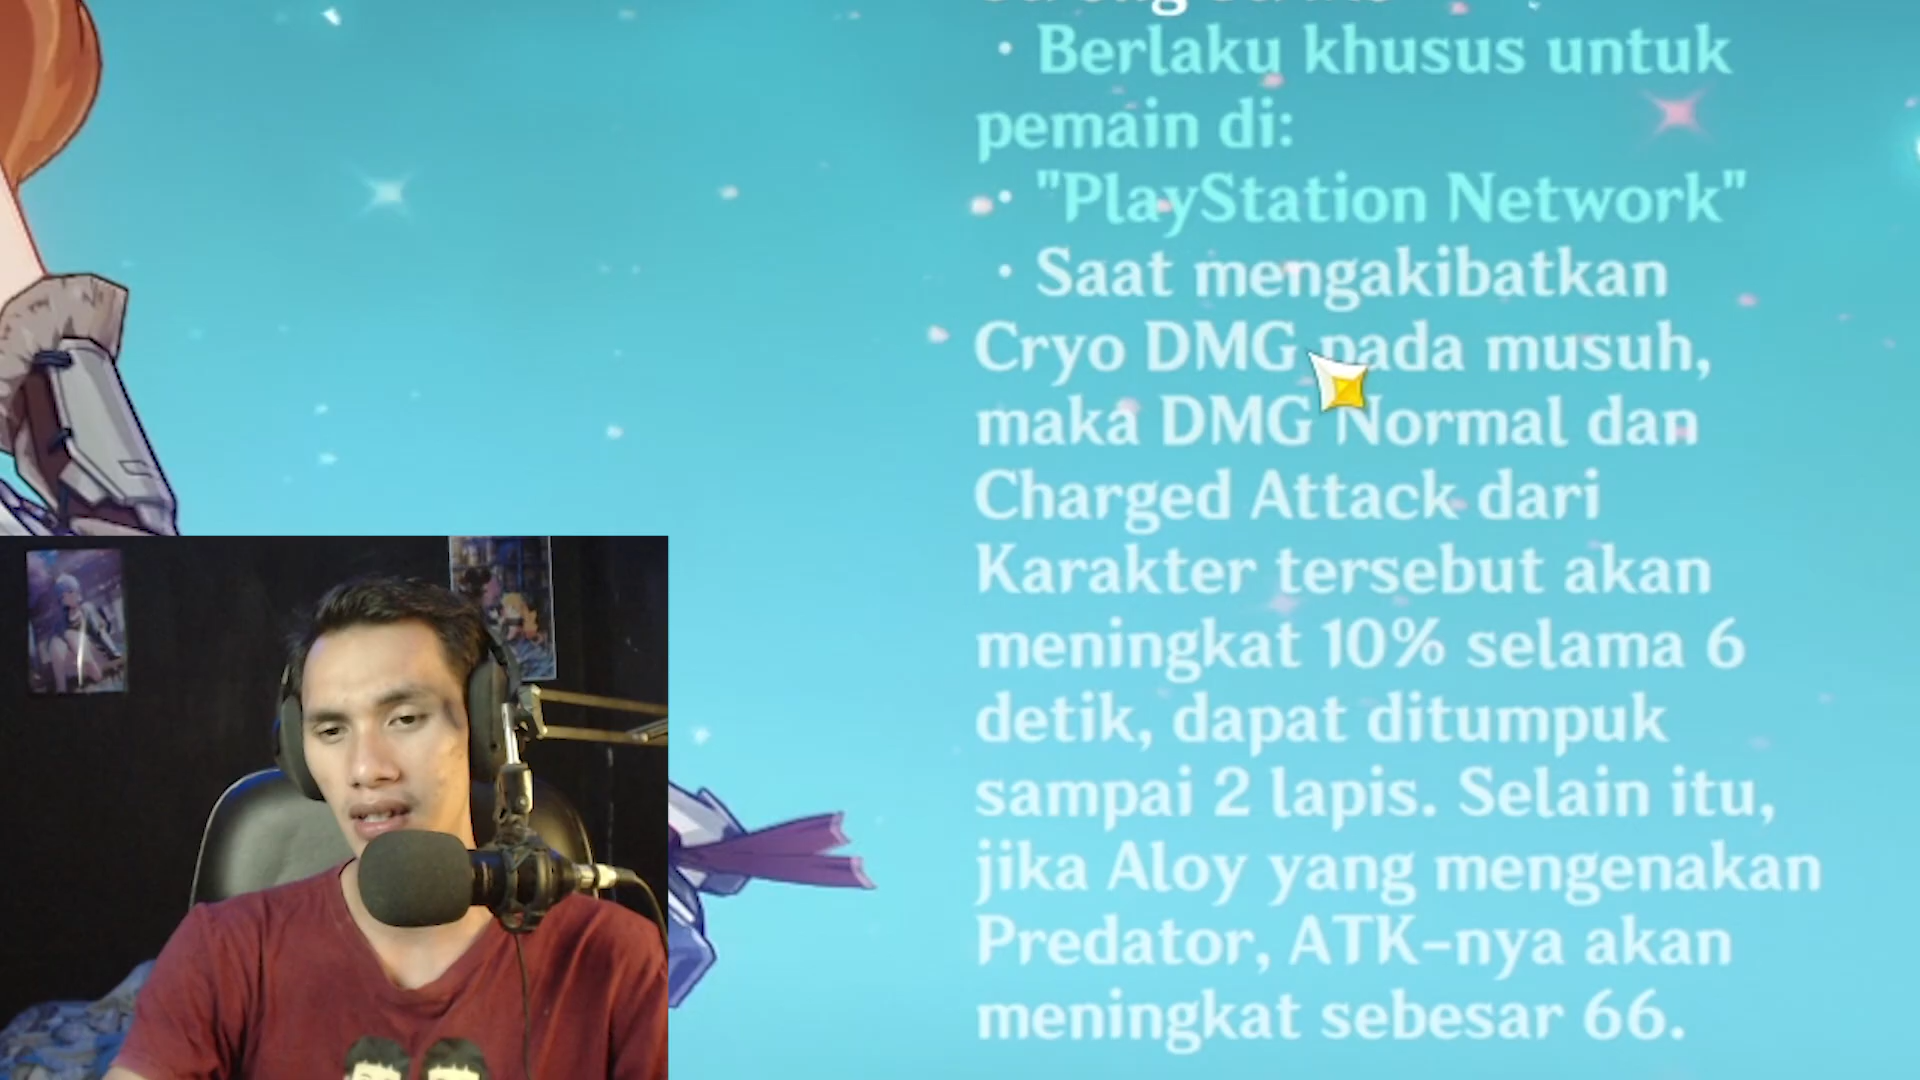 · Berlaku khusus untuk
pemain di:
· "PlayStation Network"
· Saat mengakibatkan
Cryo DMG pada musuh,
maka DMG Normal dan
Charged Attack dari
Karakter tersebut akan
meningkat 10% selama 6
detik, dapat ditumpuk
sampai 2 lapis. Selain itu,
jika Aloy yang mengenakan
Predator, ATK-nya akan
meningkat sebesar 66.